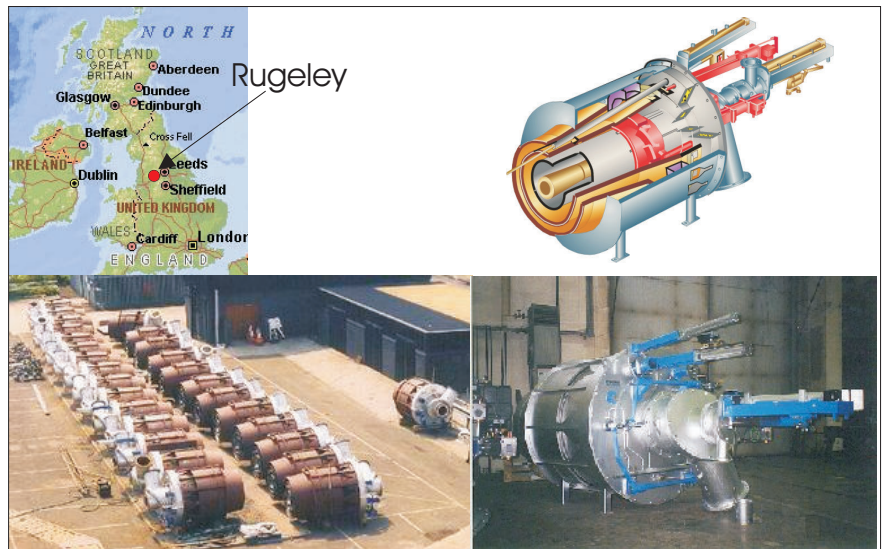 NORTH
SCOTLAND
GREAT
BRITAIN
Aberdeen
Rugeley
Dundee
Glasgow
Edjnburgh
Belfast
Cross Fell
IRELAND
Leeds
Dublin
Sheffield
UNITED KINGDOM
WALES
Cardiff
London
ENGLAND